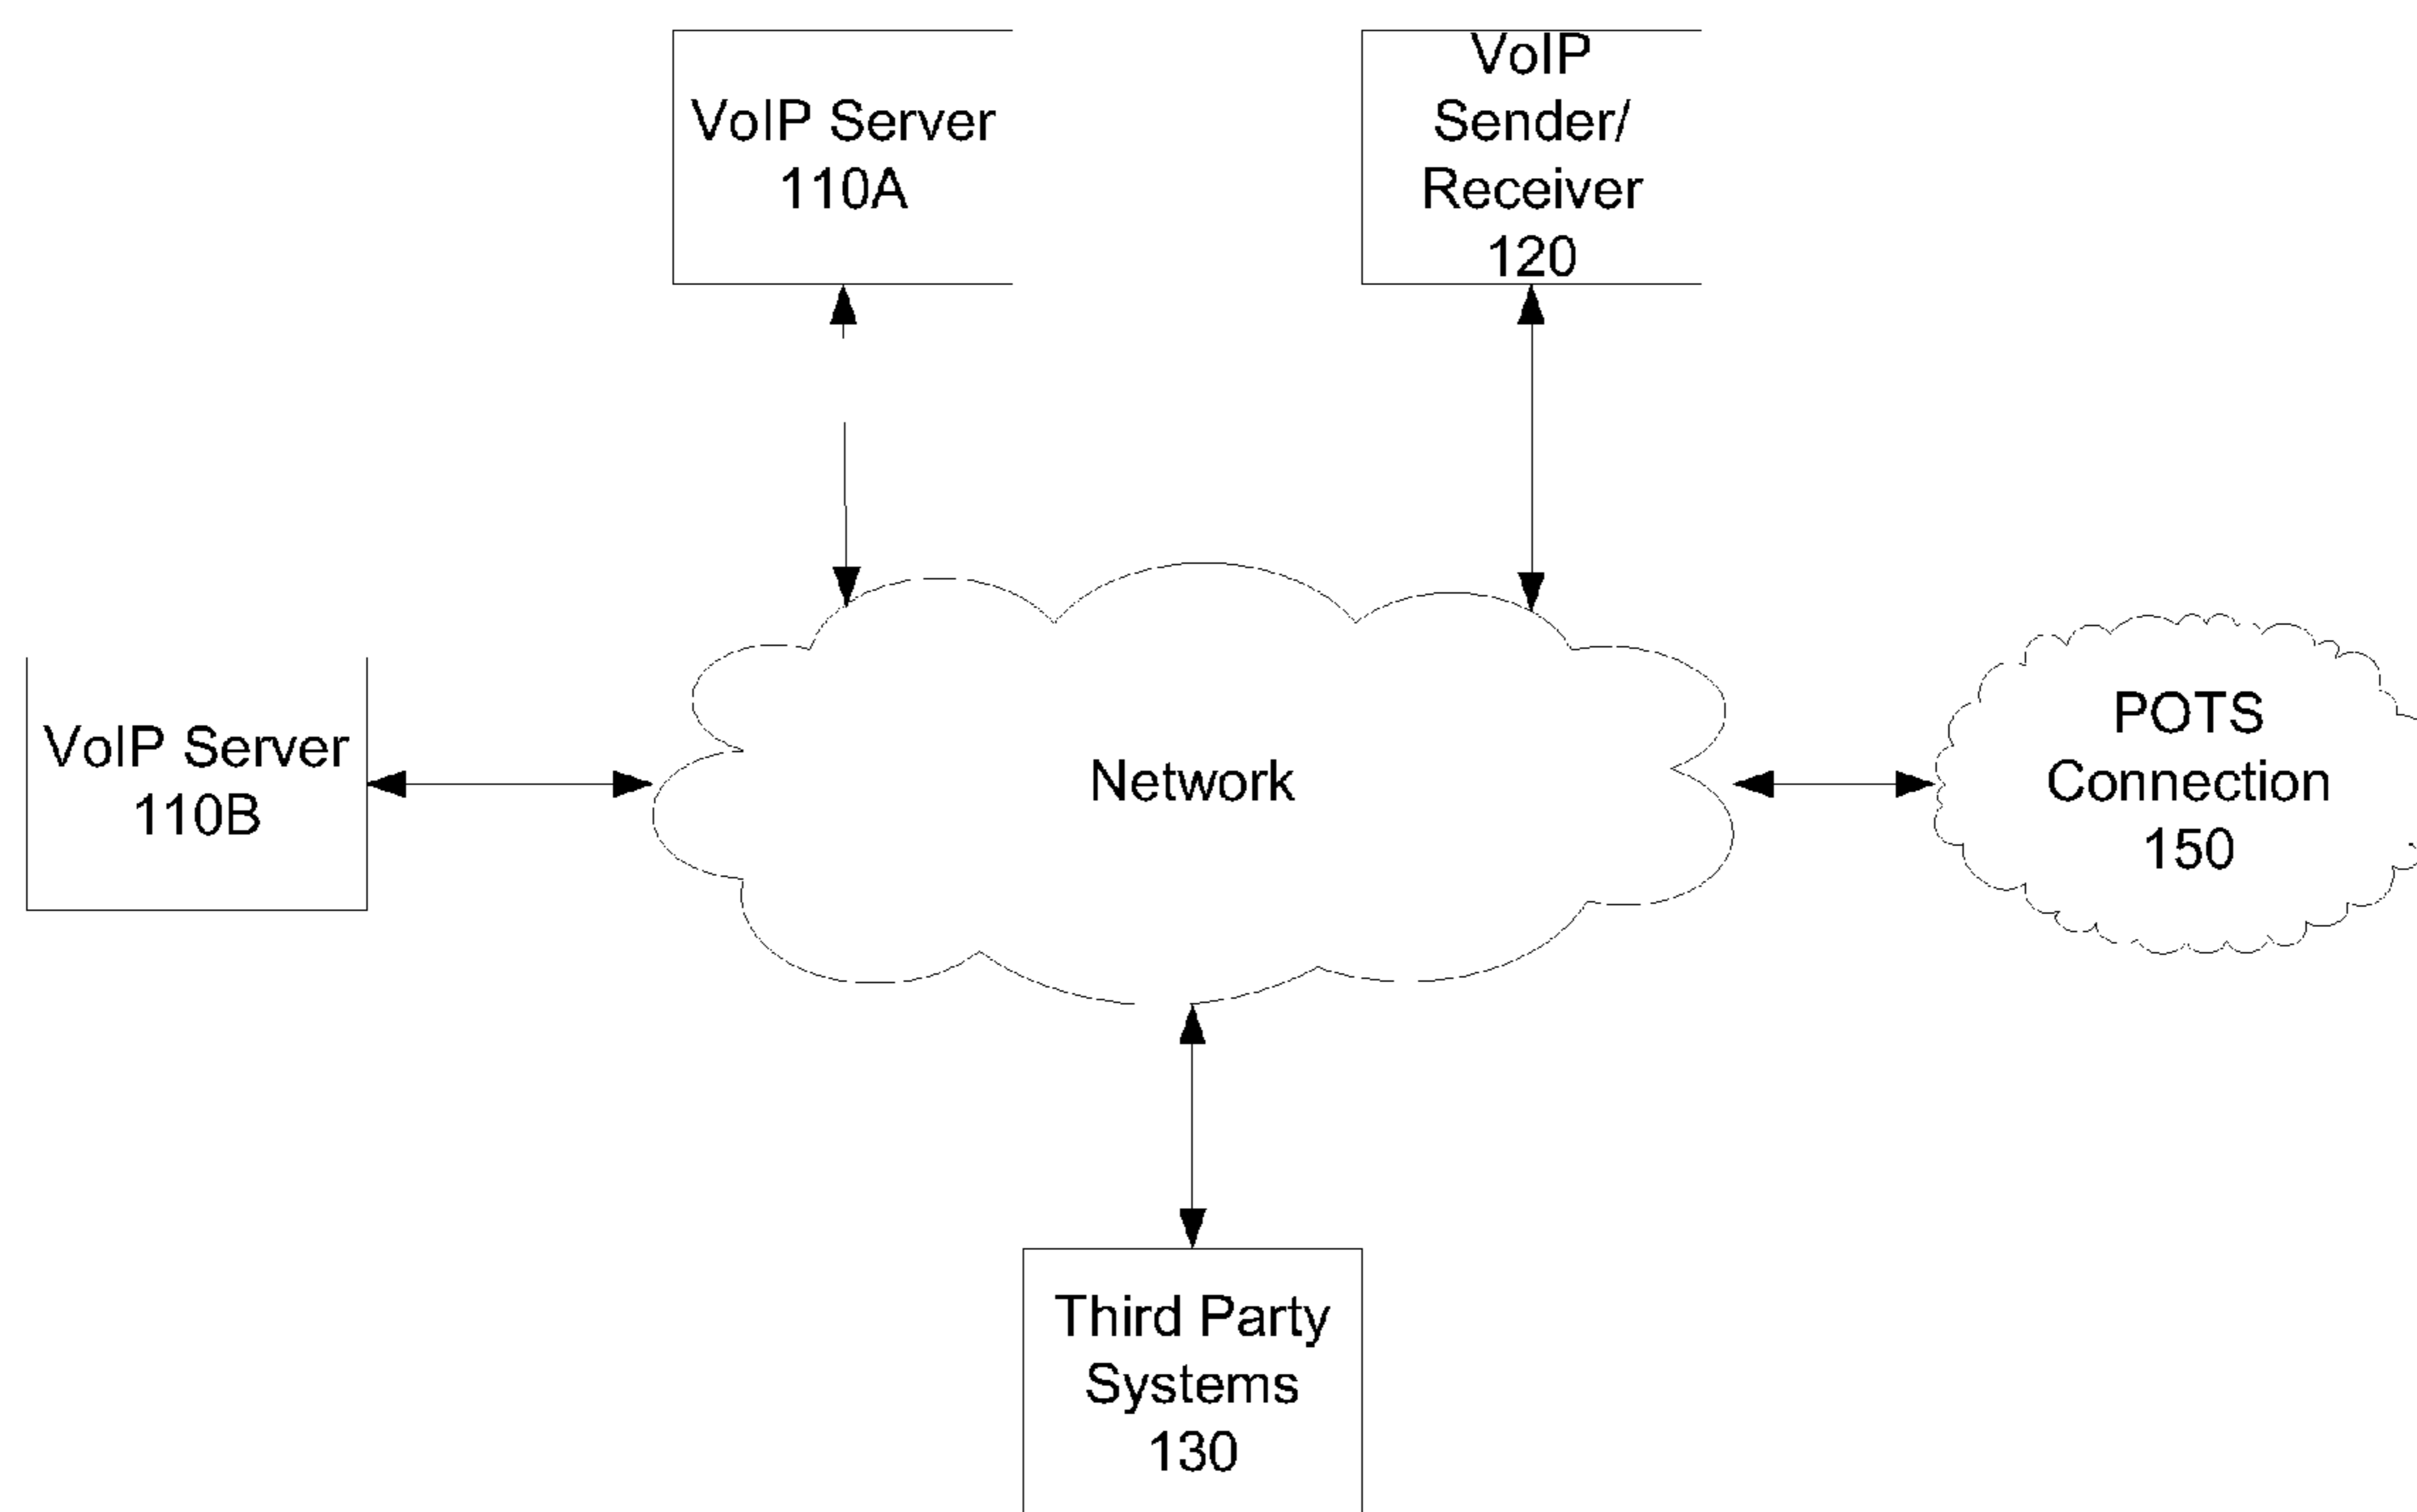 VoIP Server
110A
VoIP
Sender/
Receiver
120
VoIP Server
110B
Network
POTS
Connection
150
Third Party
Systems
130